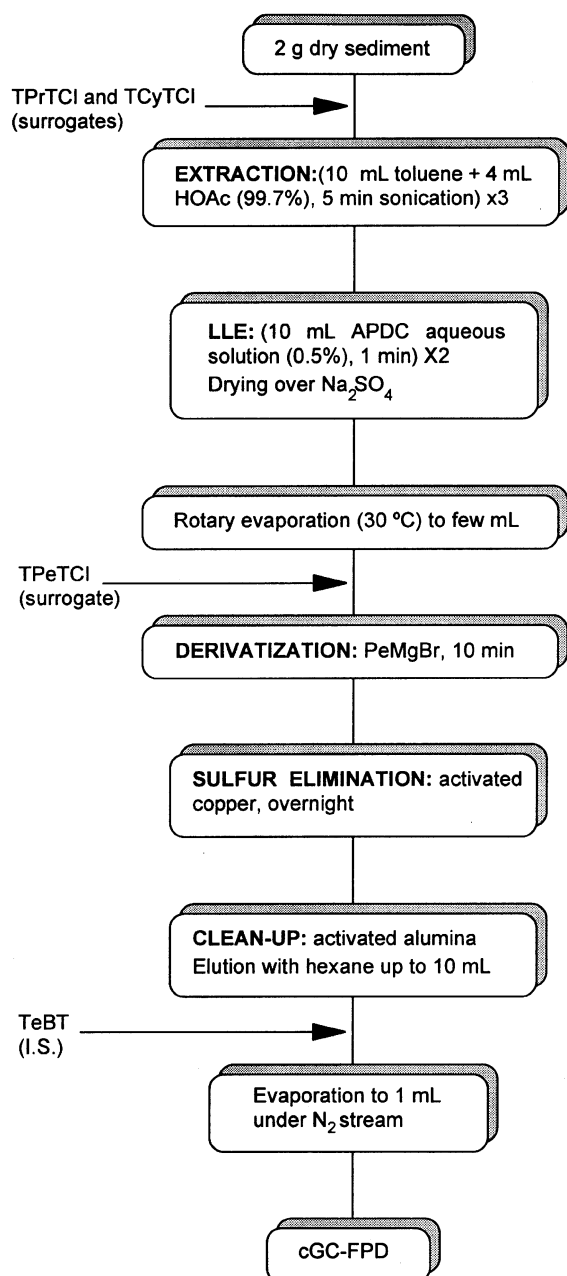 2 g dry sediment
TPrTCl and TCyTCl
(surrogates)
EXTRACTION:(10 mL toluene + 4 mL
HOAc (99.7%), 5 min sonication) x3
LLE: (10 mL APDC aqueous
solution (0.5%), 1 min) X2
Drying over Na2SO4
Rotary evaporation (30 ºC) to few mL
TPeTCl
(surrogate)
DERIVATIZATION: PeMgBr, 10 min
SULFUR ELIMINATION: activated
copper, overnight
CLEAN-UP: activated alumina
Elution with hexane up to 10 mL
TeBT
(I.S.)
Evaporation to 1 mL
under N2 stream
cGC-FPD